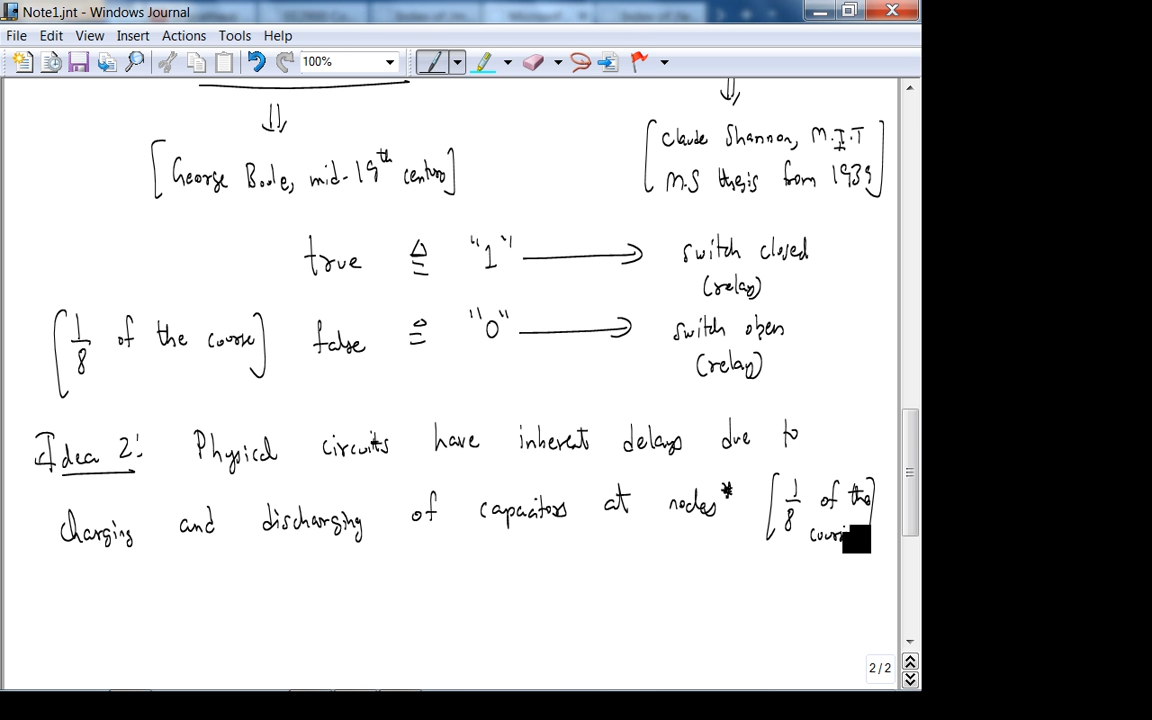 Note1.jnt - Windows Journal
File Edit View Insert Actions Tools Help
100%
[George Boole, mid-19th century]
[Claude Shannon, M.I.T
M.S thesis from 1939]
true ≜ "1" → switch closed
(relay)
[1/8 of the course] false ≜ "0" → switch open
(relay)
Idea 2: Physical circuits have inherent delays due to
charging and discharging of capacitors at nodes* [1/8 of the
2/2